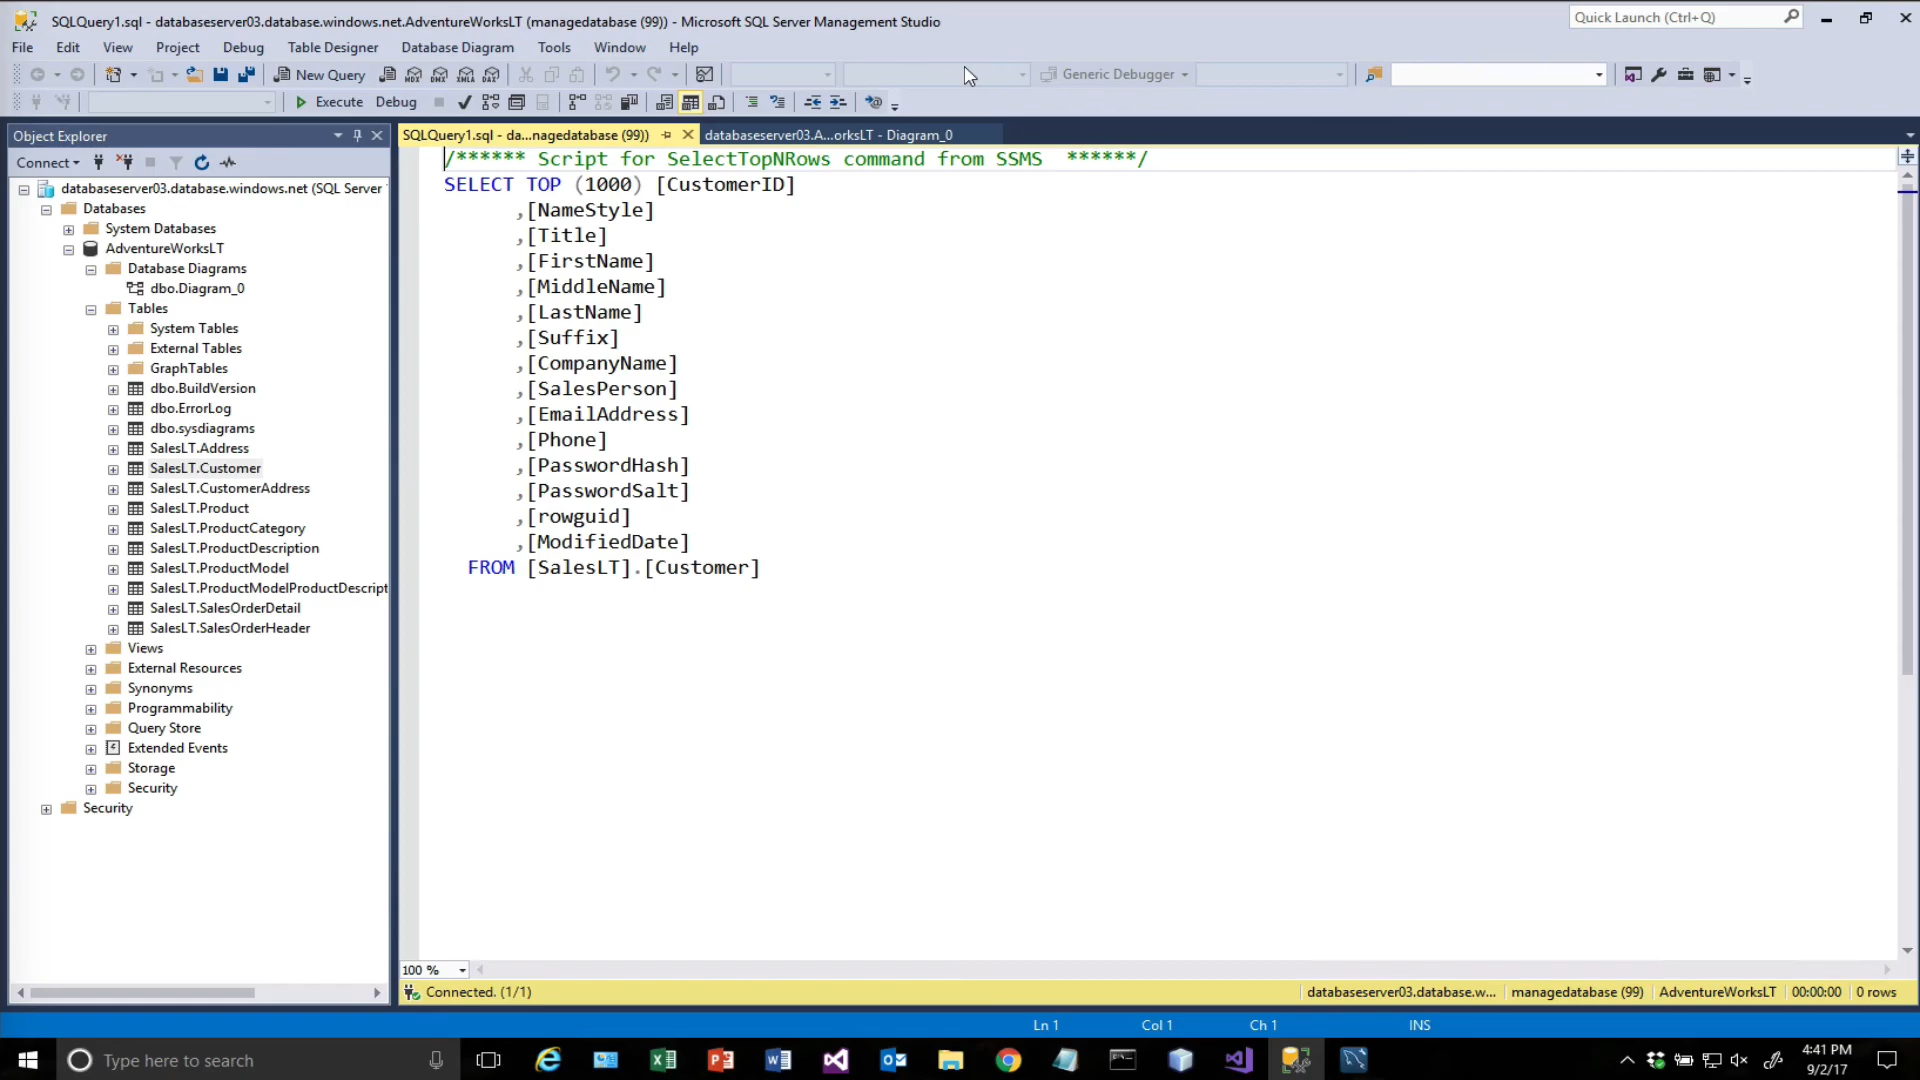 SQLQuery1.sql - databaseserver03.database.windows.net.AdventureWorksLT (managedatabase (99)) - Microsoft SQL Server Management Studio
Quick Launch (Ctrl+Q)
File Edit View Project Debug Table Designer Database Diagram Tools Window Help
New Query MDX DMX XMLA DAX Generic Debugger
Execute Debug
Object Explorer
SQLQuery1.sql - da...nagedatabase (99)) databaseserver03.A...orksLT - Diagram_0
Connect
databaseserver03.database.windows.net (SQL Server
Databases
System Databases
AdventureWorksLT
Database Diagrams
dbo.Diagram_0
Tables
System Tables
External Tables
GraphTables
dbo.BuildVersion
dbo.ErrorLog
dbo.sysdiagrams
SalesLT.Address
SalesLT.Customer
SalesLT.CustomerAddress
SalesLT.Product
SalesLT.ProductCategory
SalesLT.ProductDescription
SalesLT.ProductModel
SalesLT.ProductModelProductDescript
SalesLT.SalesOrderDetail
SalesLT.SalesOrderHeader
Views
External Resources
Synonyms
Programmability
Query Store
Extended Events
Storage
Security
Security
/****** Script for SelectTopNRows command from SSMS  ******/
SELECT TOP (1000) [CustomerID]
,[NameStyle]
,[Title]
,[FirstName]
,[MiddleName]
,[LastName]
,[Suffix]
,[CompanyName]
,[SalesPerson]
,[EmailAddress]
,[Phone]
,[PasswordHash]
,[PasswordSalt]
,[rowguid]
,[ModifiedDate]
FROM [SalesLT].[Customer]
100 %
Connected. (1/1) databaseserver03.database.w... managedatabase (99) AdventureWorksLT 00:00:00 0 rows
Ln 1 Col 1 Ch 1 INS
Type here to search
4:41 PM
9/2/17